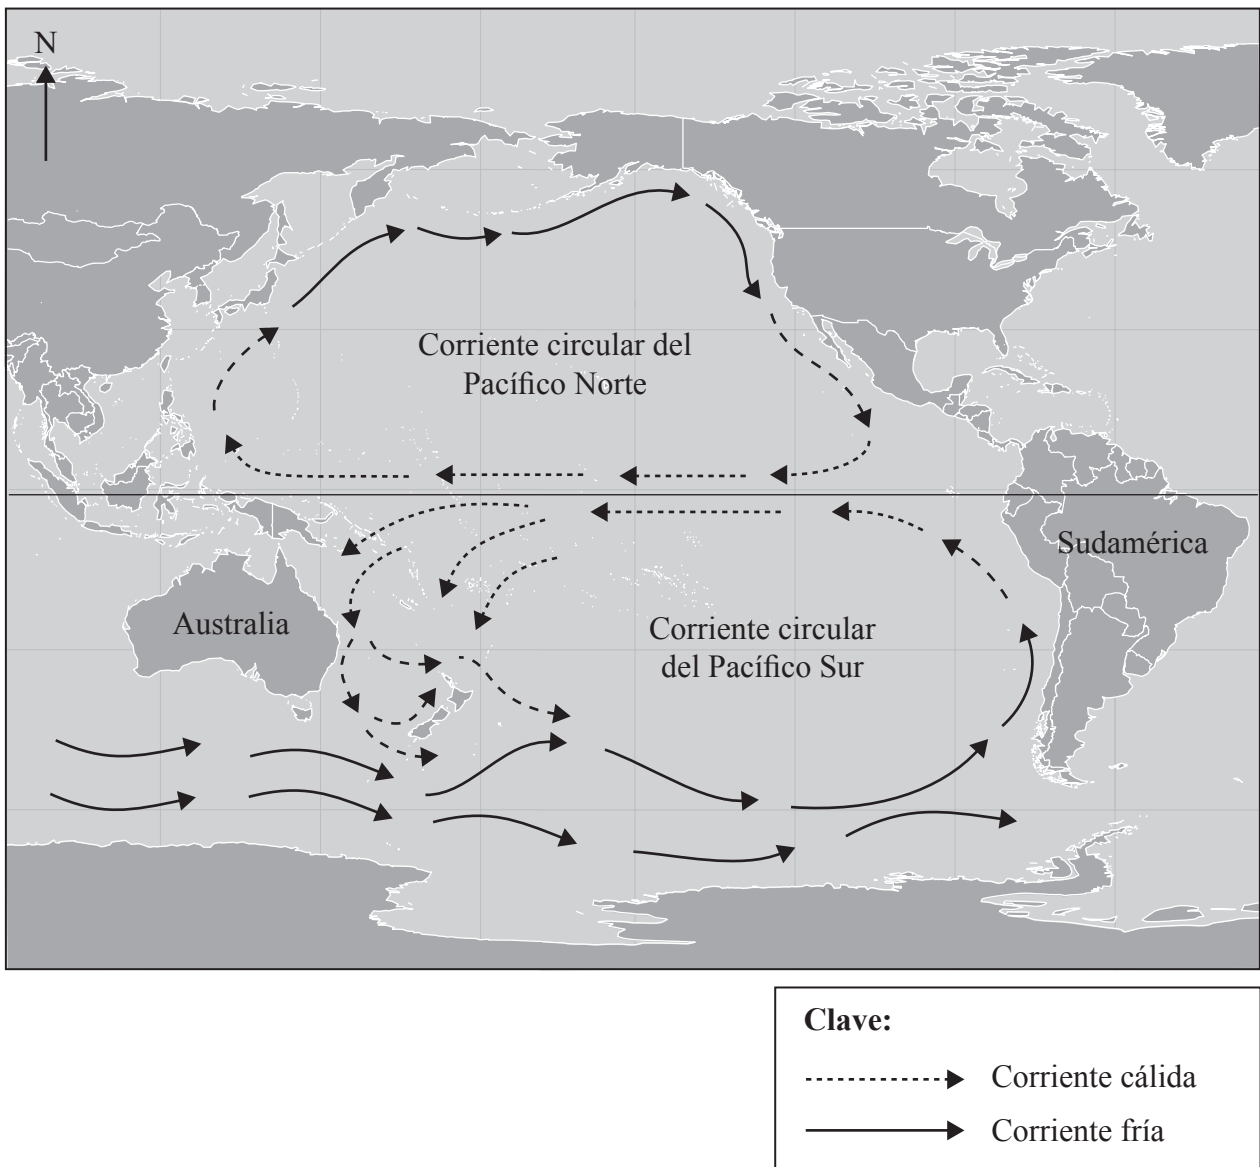 N
Corriente circular del
Pacífico Norte
Sudamérica
Australia
Corriente circular
del Pacífico Sur
Clave:
Corriente cálida
Corriente fría